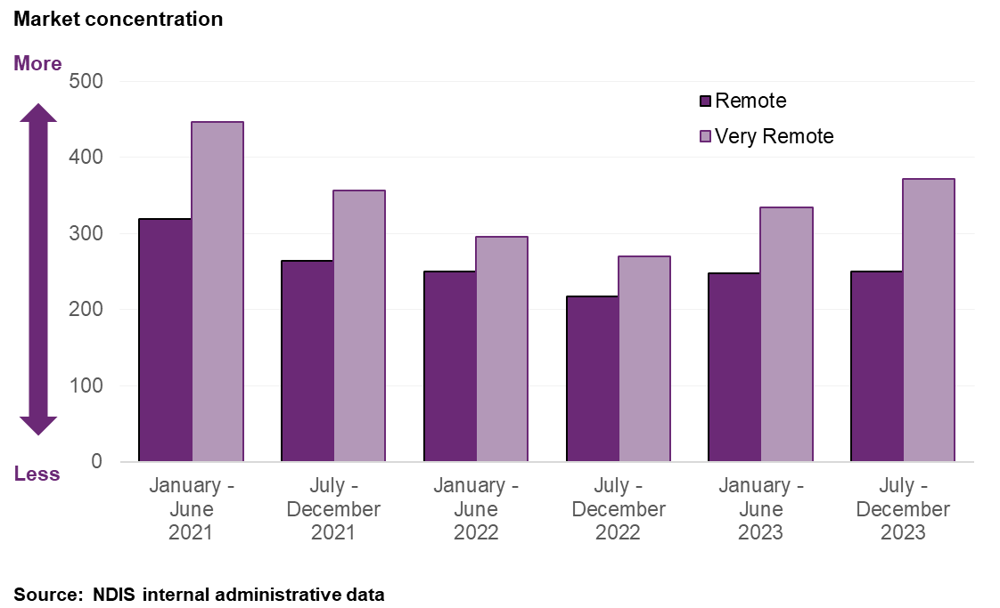 Market concentration
More
500
400
300
200
100
0
Less
Remote
Very Remote
January -
June
2021
July -
December
2021
January -
June
2022
July -
December
2022
January -
June
2023
July -
December
2023
Source:  NDIS internal administrative data